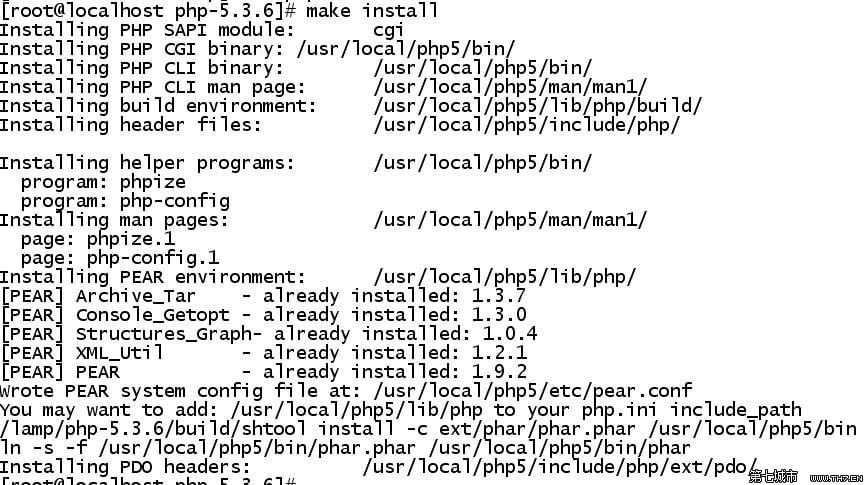 [root@localhost php-5.3.6]# make install
Installing PHP SAPI module:       cgi
Installing PHP CGI binary: /usr/local/php5/bin/
Installing PHP CLI binary:        /usr/local/php5/bin/
Installing PHP CLI man page:      /usr/local/php5/man/man1/
Installing build environment:     /usr/local/php5/lib/php/build/
Installing header files:          /usr/local/php5/include/php/
Installing helper programs:       /usr/local/php5/bin/
  program: phpize
  program: php-config
Installing man pages:             /usr/local/php5/man/man1/
  page: phpize.1
  page: php-config.1
Installing PEAR environment:      /usr/local/php5/lib/php/
[PEAR] Archive_Tar    - already installed: 1.3.7
[PEAR] Console_Getopt - already installed: 1.3.0
[PEAR] Structures_Graph- already installed: 1.0.4
[PEAR] XML_Util       - already installed: 1.2.1
[PEAR] PEAR           - already installed: 1.9.2
Wrote PEAR system config file at: /usr/local/php5/etc/pear.conf
You may want to add: /usr/local/php5/lib/php to your php.ini include_path
/lamp/php-5.3.6/build/shtool install -c ext/phar/phar.phar /usr/local/php5/bin
ln -s -f /usr/local/php5/bin/phar.phar /usr/local/php5/bin/phar
Installing PDO headers:          /usr/local/php5/include/php/ext/pdo/
[root@localhost php-5.3.6]#
第七城市 WWW.TH7.CN